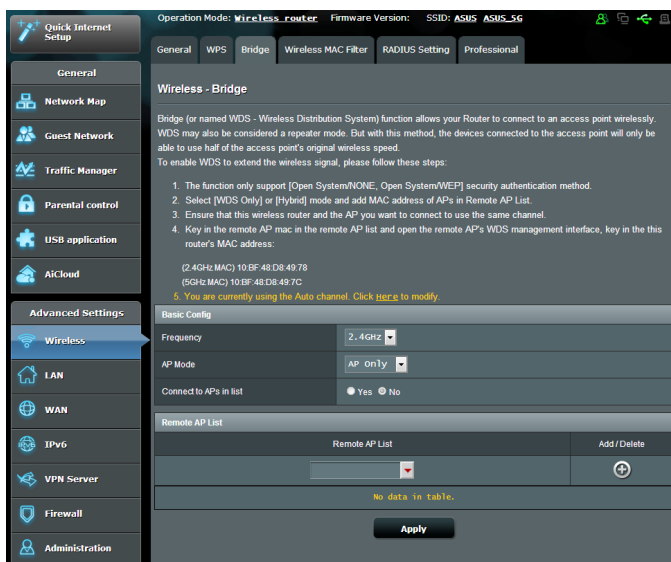 Quick Internet
Setup
Operation Mode: Wireless router Firmware Version: SSID: ASUS ASUS_5G
General
WPS
Bridge
Wireless MAC Filter
RADIUS Setting
Professional
General
Network Map
Guest Network
Traffic Manager
Parental control
USB application
AiCloud
Advanced Settings
Wireless
LAN
WAN
IPv6
VPN Server
Firewall
Administration
Wireless - Bridge
Bridge (or named WDS - Wireless Distribution System) function allows your Router to connect to an access point wirelessly.
WDS may also be considered a repeater mode. But with this method, the devices connected to the access point will only be
able to use half of the access point's original wireless speed.
To enable WDS to extend the wireless signal, please follow these steps:
1. The function only support [Open System/NONE, Open System/WEP] security authentication method.
2. Select [WDS Only] or [Hybrid] mode and add MAC address of APs in Remote AP List.
3. Ensure that this wireless router and the AP you want to connect to use the same channel.
4. Key in the remote AP mac in the remote AP list and open the remote AP's WDS management interface, key in the this
router's MAC address:
(2.4GHz MAC) 10:BF:48:D8:49:78
(5GHz MAC) 10:BF:48:D8:49:7C
5. You are currently using the Auto channel. Click Here to modify.
Basic Config
Frequency
2.4GHz
AP Mode
AP Only
Connect to APs in list
Yes No
Remote AP List
Remote AP List
Add / Delete
No data in table.
Apply